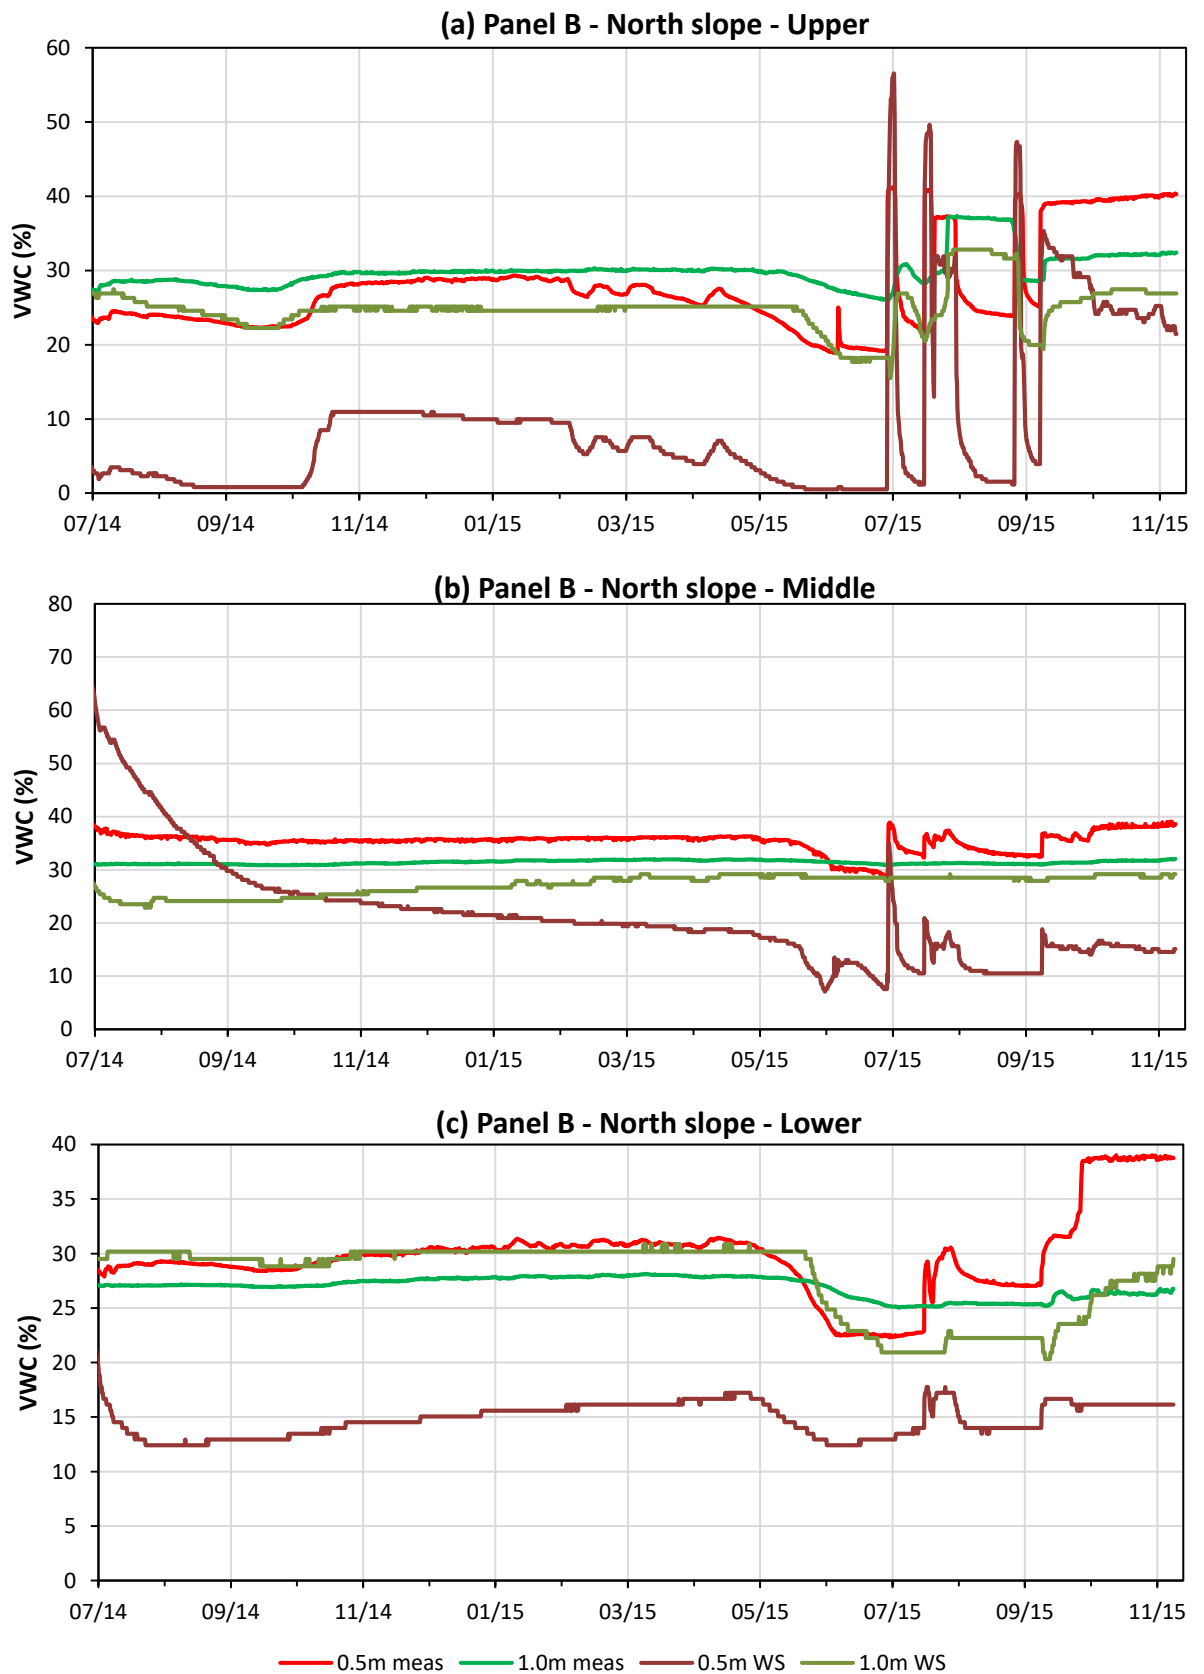 (a) Panel B - North slope - Upper
60
50
40
30
20
10
0
VWC (%)
07/14 09/14 11/14 01/15 03/15 05/15 07/15 09/15 11/15
(b) Panel B - North slope - Middle
80
70
60
50
40
30
20
10
0
VWC (%)
07/14 09/14 11/14 01/15 03/15 05/15 07/15 09/15 11/15
(c) Panel B - North slope - Lower
40
35
30
25
20
15
10
5
0
VWC (%)
07/14 09/14 11/14 01/15 03/15 05/15 07/15 09/15 11/15
0.5m meas 1.0m meas 0.5m WS 1.0m WS